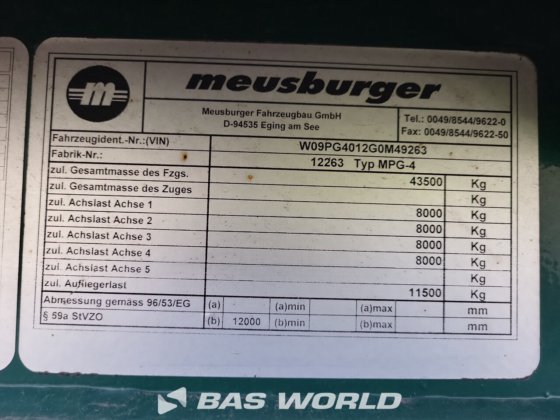 m meusburger
Meusburger Fahrzeugbau GmbH
D-94535 Eging am See
Tel.: 0049/8544/9622-0
Fax: 0049/8544/9622-50
Fahrzeugident.-Nr.:(VIN) W09PG4012G0M49263
Fabrik-Nr.: 12263 Typ MPG-4
zul. Gesamtmasse des Fzgs. 43500 Kg
zul. Gesamtmasse des Zuges Kg
zul. Achslast Achse 1 8000 Kg
zul. Achslast Achse 2 8000 Kg
zul. Achslast Achse 3 8000 Kg
zul. Achslast Achse 4 8000 Kg
zul. Achslast Achse 5 Kg
zul. Aufliegerlast 11500 Kg
Abmessung gemäss 96/53/EG (a) (a)min (a)max mm
§ 59a StVZO (b) 12000 (b)min (b)max mm
BAS WORLD